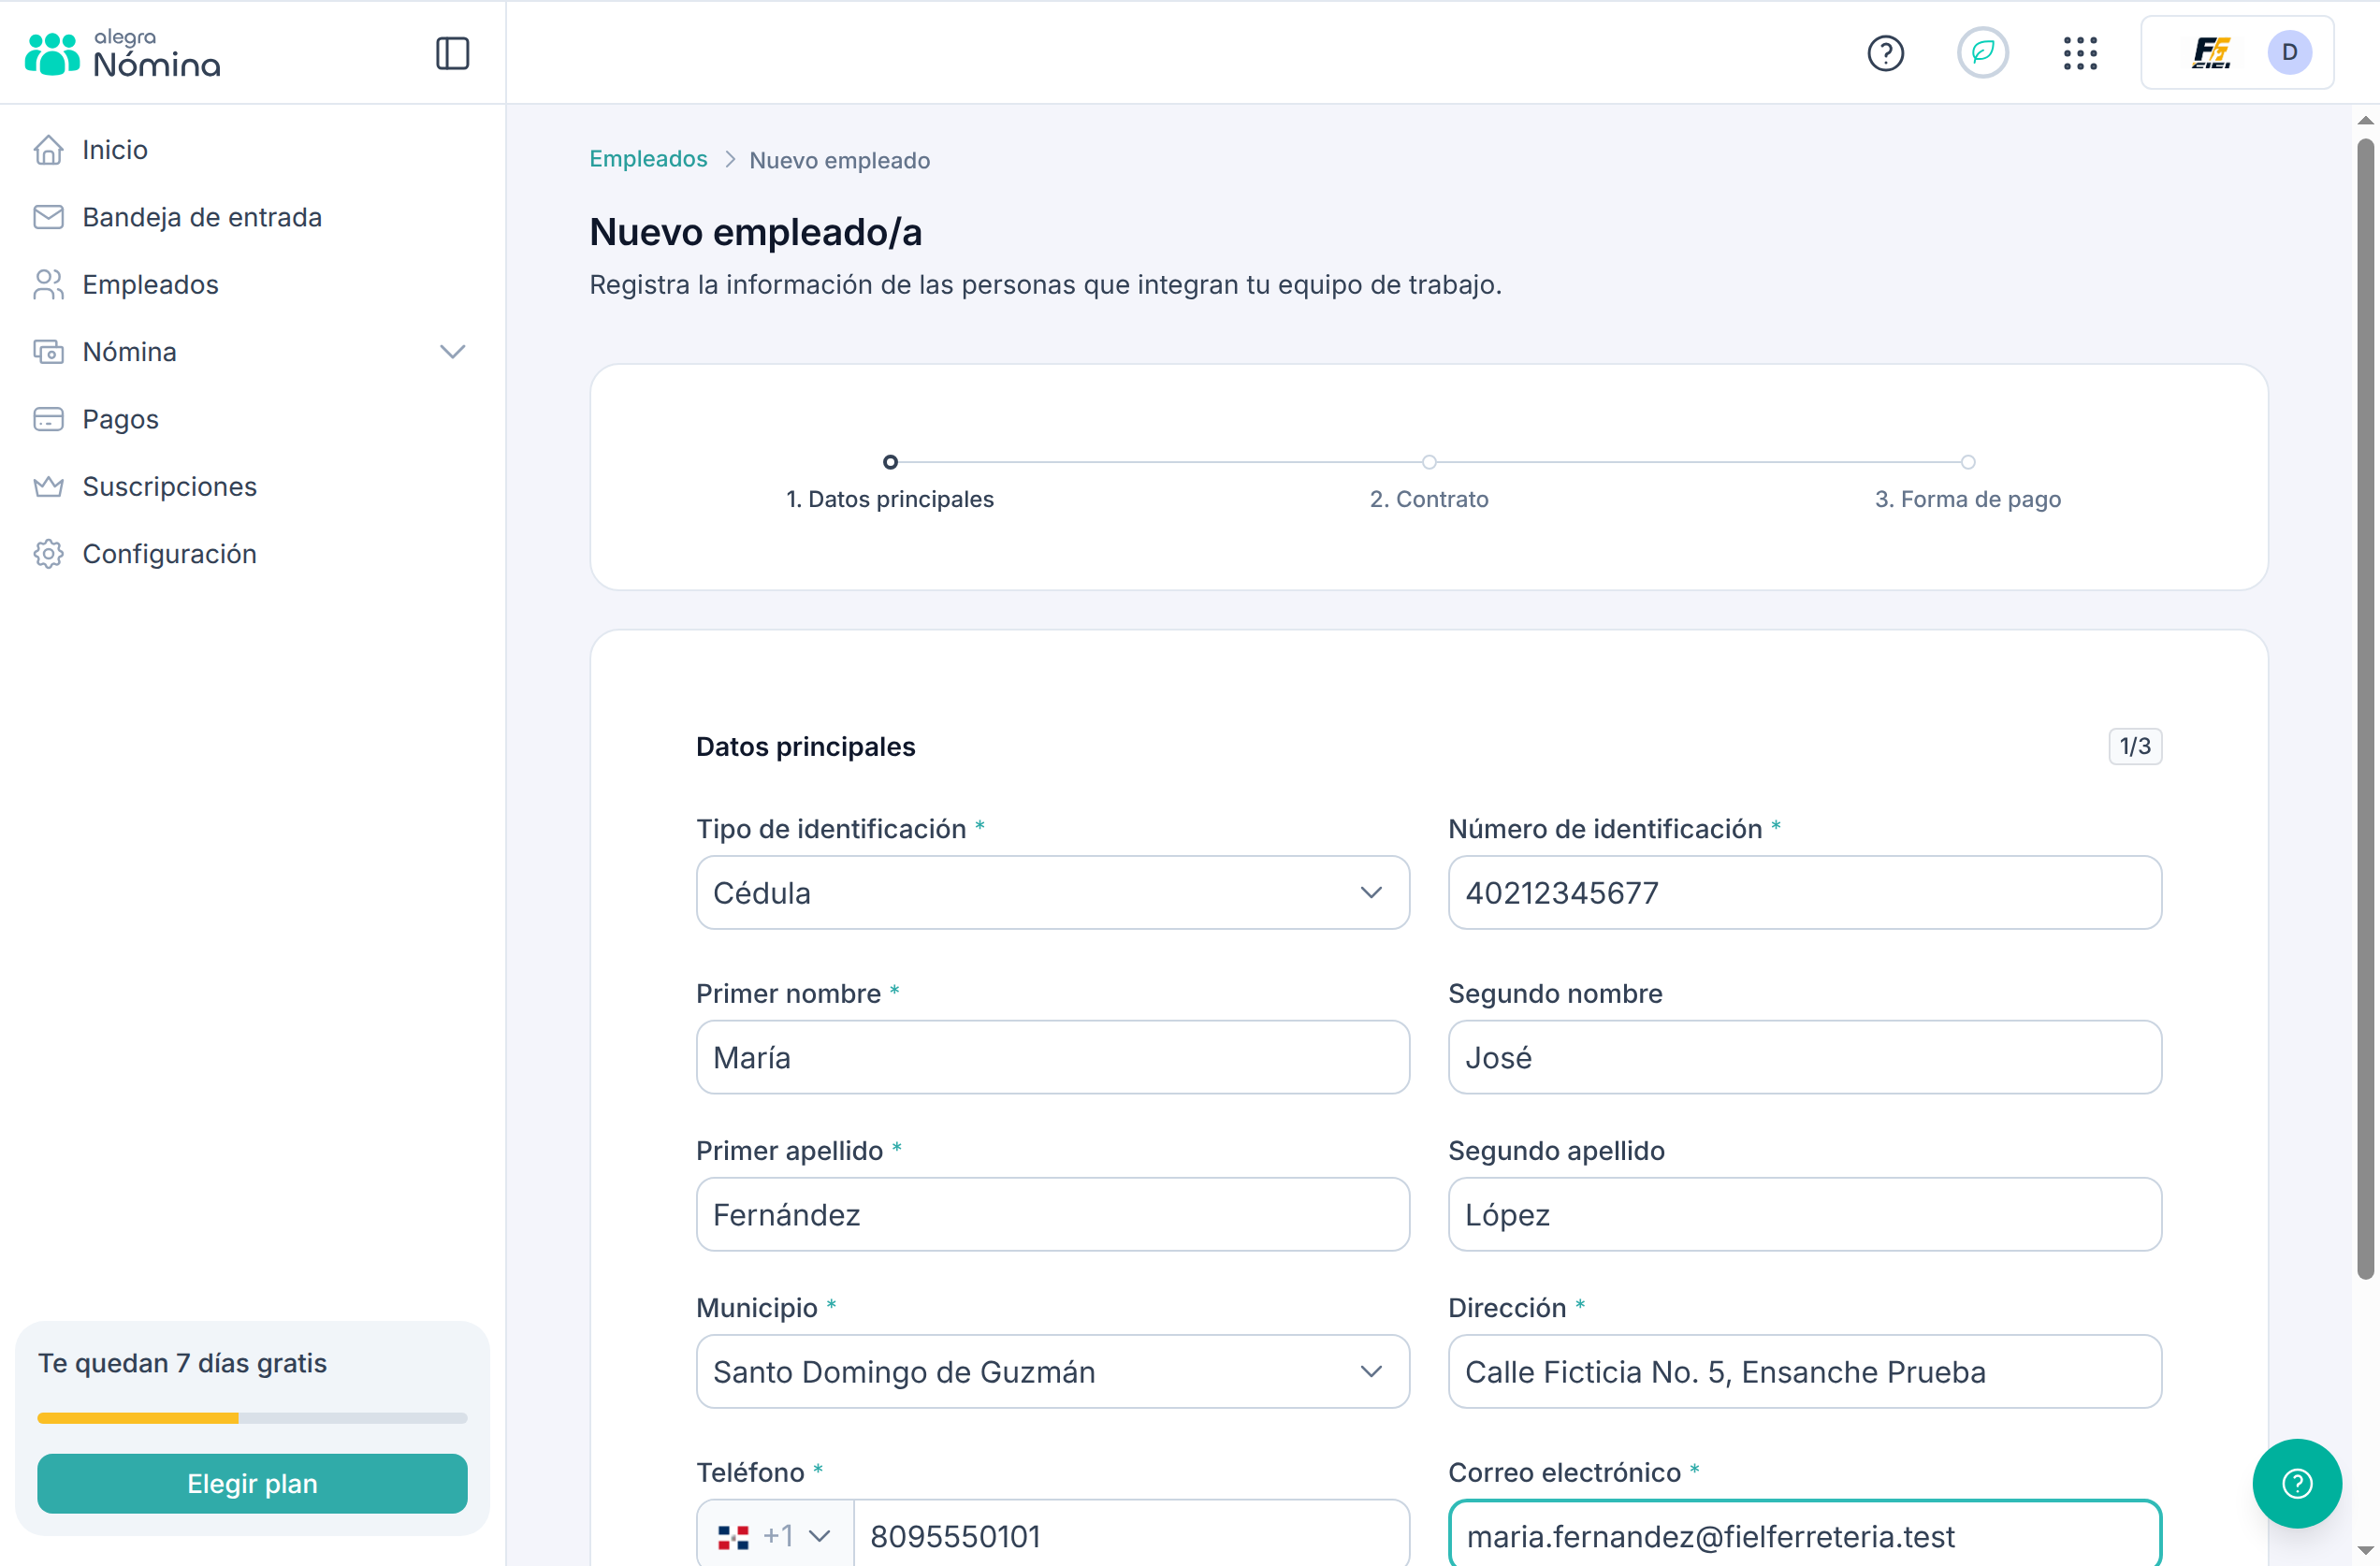 alegra
Nómina
D
Inicio
Bandeja de entrada
Empleados
Nómina
Pagos
Suscripciones
Configuración
Te quedan 7 días gratis
Elegir plan
Empleados > Nuevo empleado
Nuevo empleado/a
Registra la información de las personas que integran tu equipo de trabajo.
1. Datos principales
2. Contrato
3. Forma de pago
Datos principales
1/3
Tipo de identificación *
Número de identificación *
Cédula
40212345677
Primer nombre *
Segundo nombre
María
José
Primer apellido *
Segundo apellido
Fernández
López
Municipio *
Dirección *
Santo Domingo de Guzmán
Calle Ficticia No. 5, Ensanche Prueba
Teléfono *
Correo electrónico *
+1
8095550101
maria.fernandez@fielferreteria.test